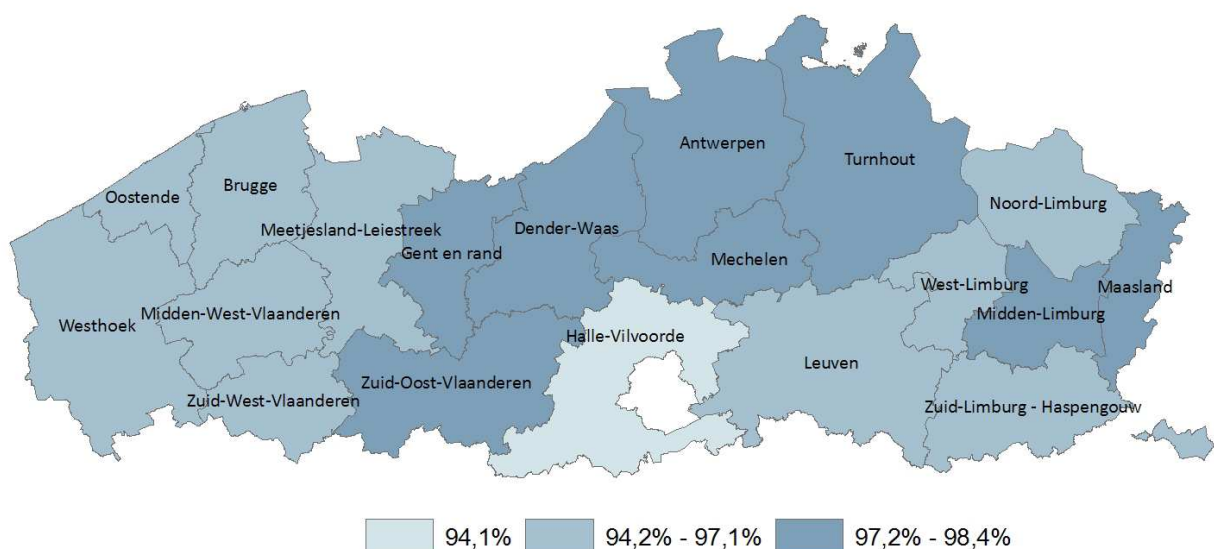 Antwerpen
Turnhout
Oostende
Brugge
Noord-Limburg
Meetjesland-Leiestreek
Gent en rand
Dender-Waas
Mechelen
West-Limburg
Maasland
Westhoek
Midden-West-Vlaanderen
Midden-Limburg
Halle-Vilvoorde
Leuven
Zuid-West-Vlaanderen
Zuid-Oost-Vlaanderen
Zuid-Limburg - Haspengouw
94,1%
94,2% - 97,1%
97,2% - 98,4%